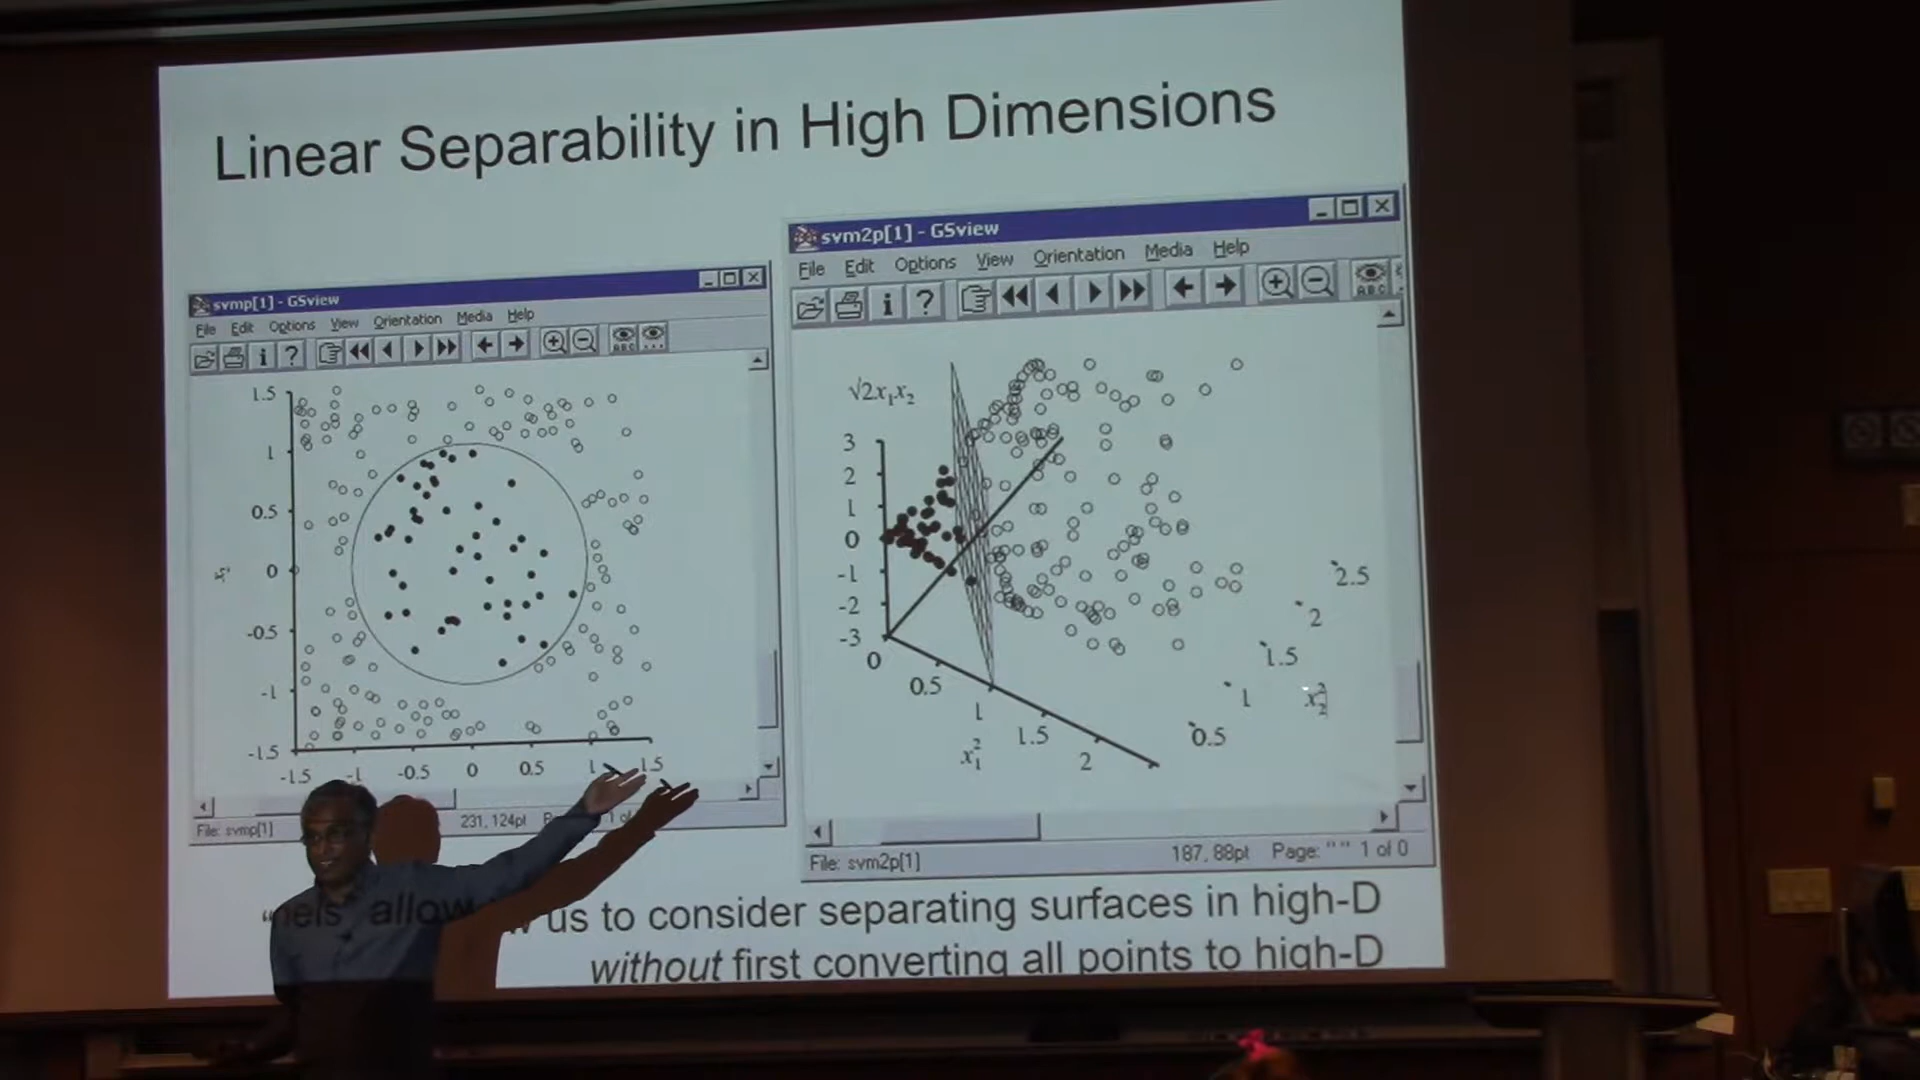 Linear Separability in High Dimensions
svmp[1] - GSview
File Edit Options View Orientation Media Help
i ?
ABC ...
1.5
1
0.5
0
-0.5
-1
-1.5
x₂
-1.5 -1 -0.5 0 0.5 1 1.5
231, 124pt
File: svmp[1]
svm2p[1] - GSview
File Edit Options View Orientation Media Help
i ?
ABC
√2x₁x₂
3
2
1
0
-1
-2
-3
0
0.5
1
1.5
2
x₁²
0.5
1
1.5
2
2.5
x₂²
File: svm2p[1] 187, 88pt Page: "" 1 of 0
allow us to consider separating surfaces in high-D
without first converting all points to high-D